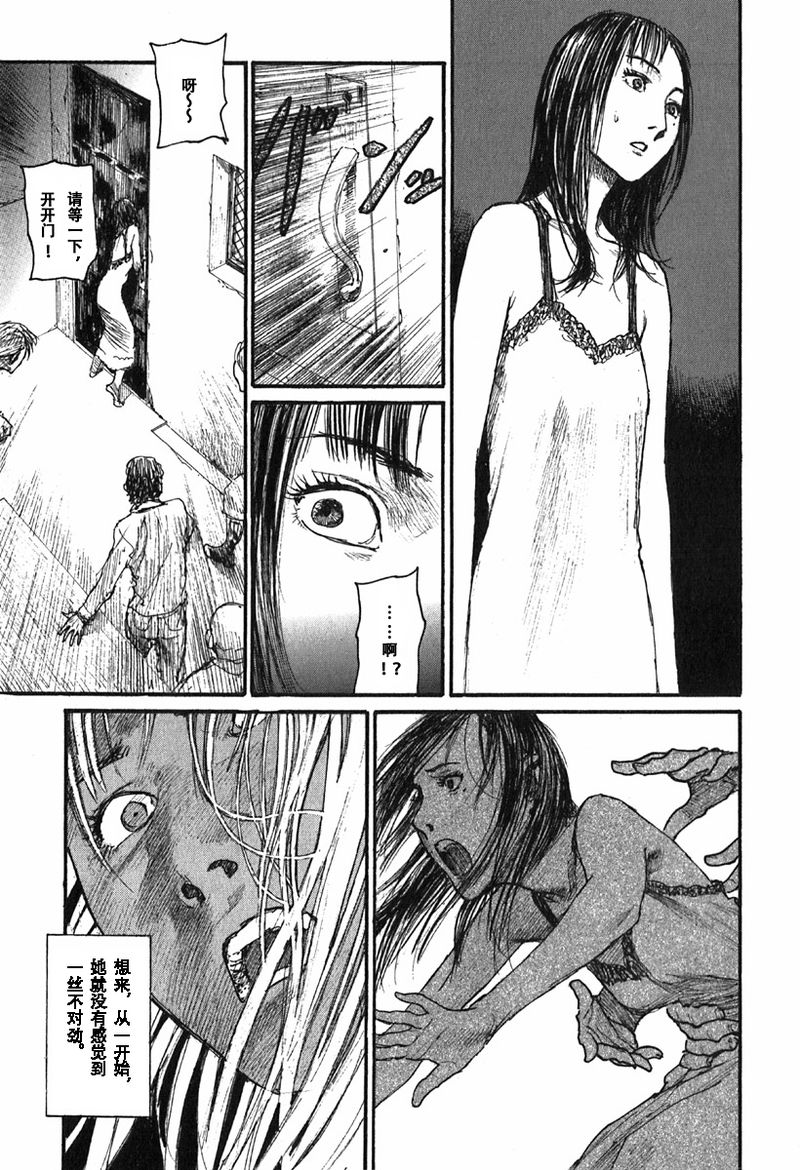 ……啊
！？
呀～～
请等一下，
开开门！
想来，从一开始，
她就没有感觉到
一丝不对劲。